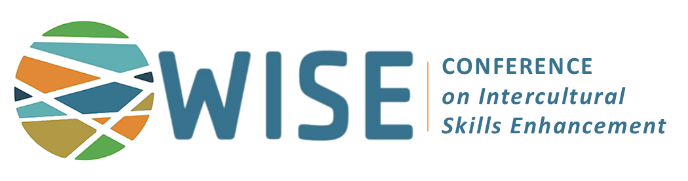 WISE
CONFERENCE
on Intercultural
Skills Enhancement